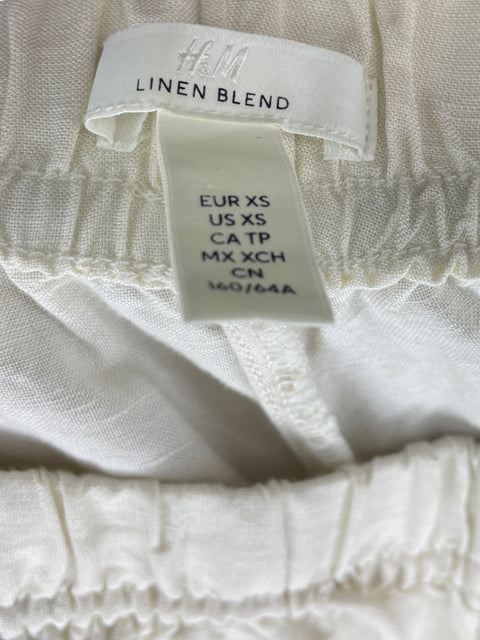 H&M
LINEN BLEND
EUR XS
US XS
CA TP
MX XCH
CN
160/64A